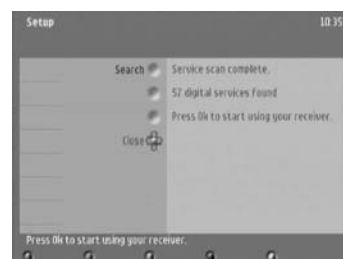 Setup 10:35
Search Service scan complete.
57 digital services found
Press Ok to start using your receiver.
Close
Press Ok to start using your receiver.